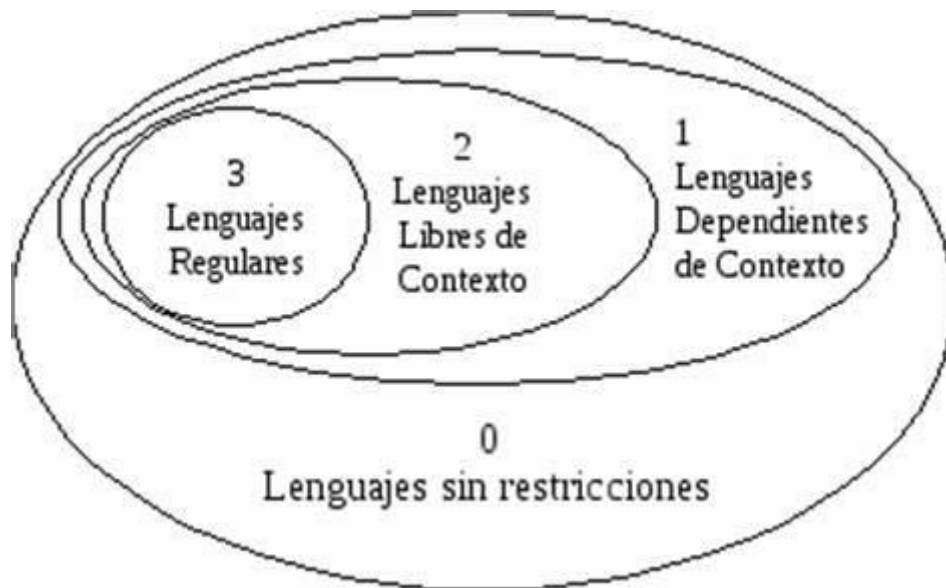 3
Lenguajes
Regulares
2
Lenguajes
Libres de
Contexto
1
Lenguajes
Dependientes
de Contexto
0
Lenguajes sin restricciones